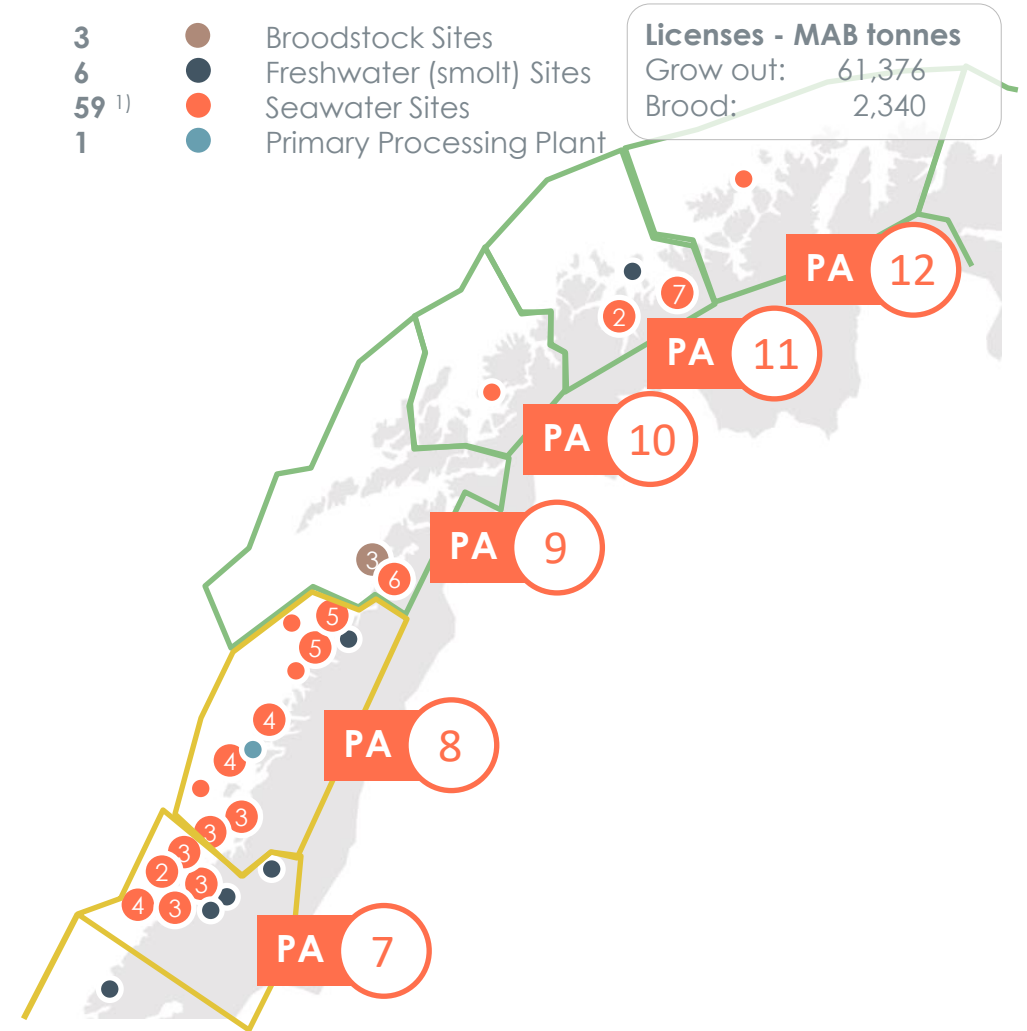 3 Broodstock Sites
6 Freshwater (smolt) Sites
59 1) Seawater Sites
1 Primary Processing Plant
Licenses - MAB tonnes
Grow out: 61,376
Brood: 2,340
PA 12
7
2
PA 11
PA 10
PA 9
3
6
5
5
4
PA 8
4
3
3
3
2
3
4
3
PA 7